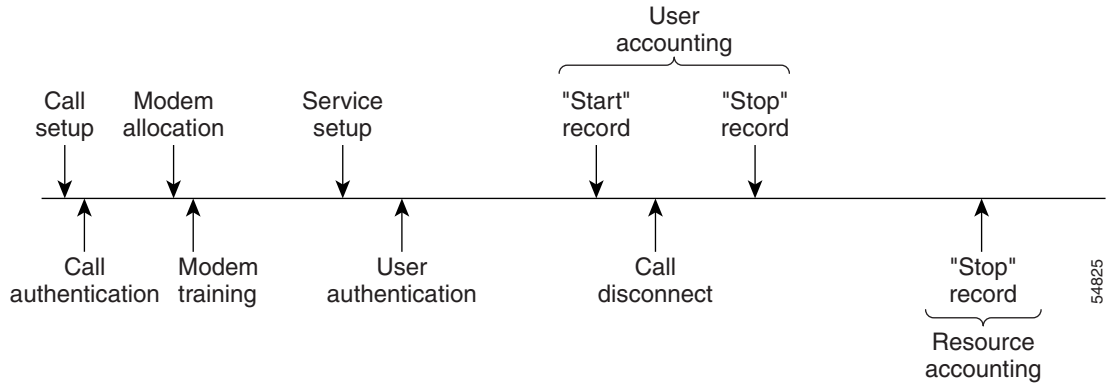 User
accounting
Call
setup
Modem
allocation
Service
setup
"Start"
record
"Stop"
record
Call
authentication
Modem
training
User
authentication
Call
disconnect
"Stop"
record
Resource
accounting
54825